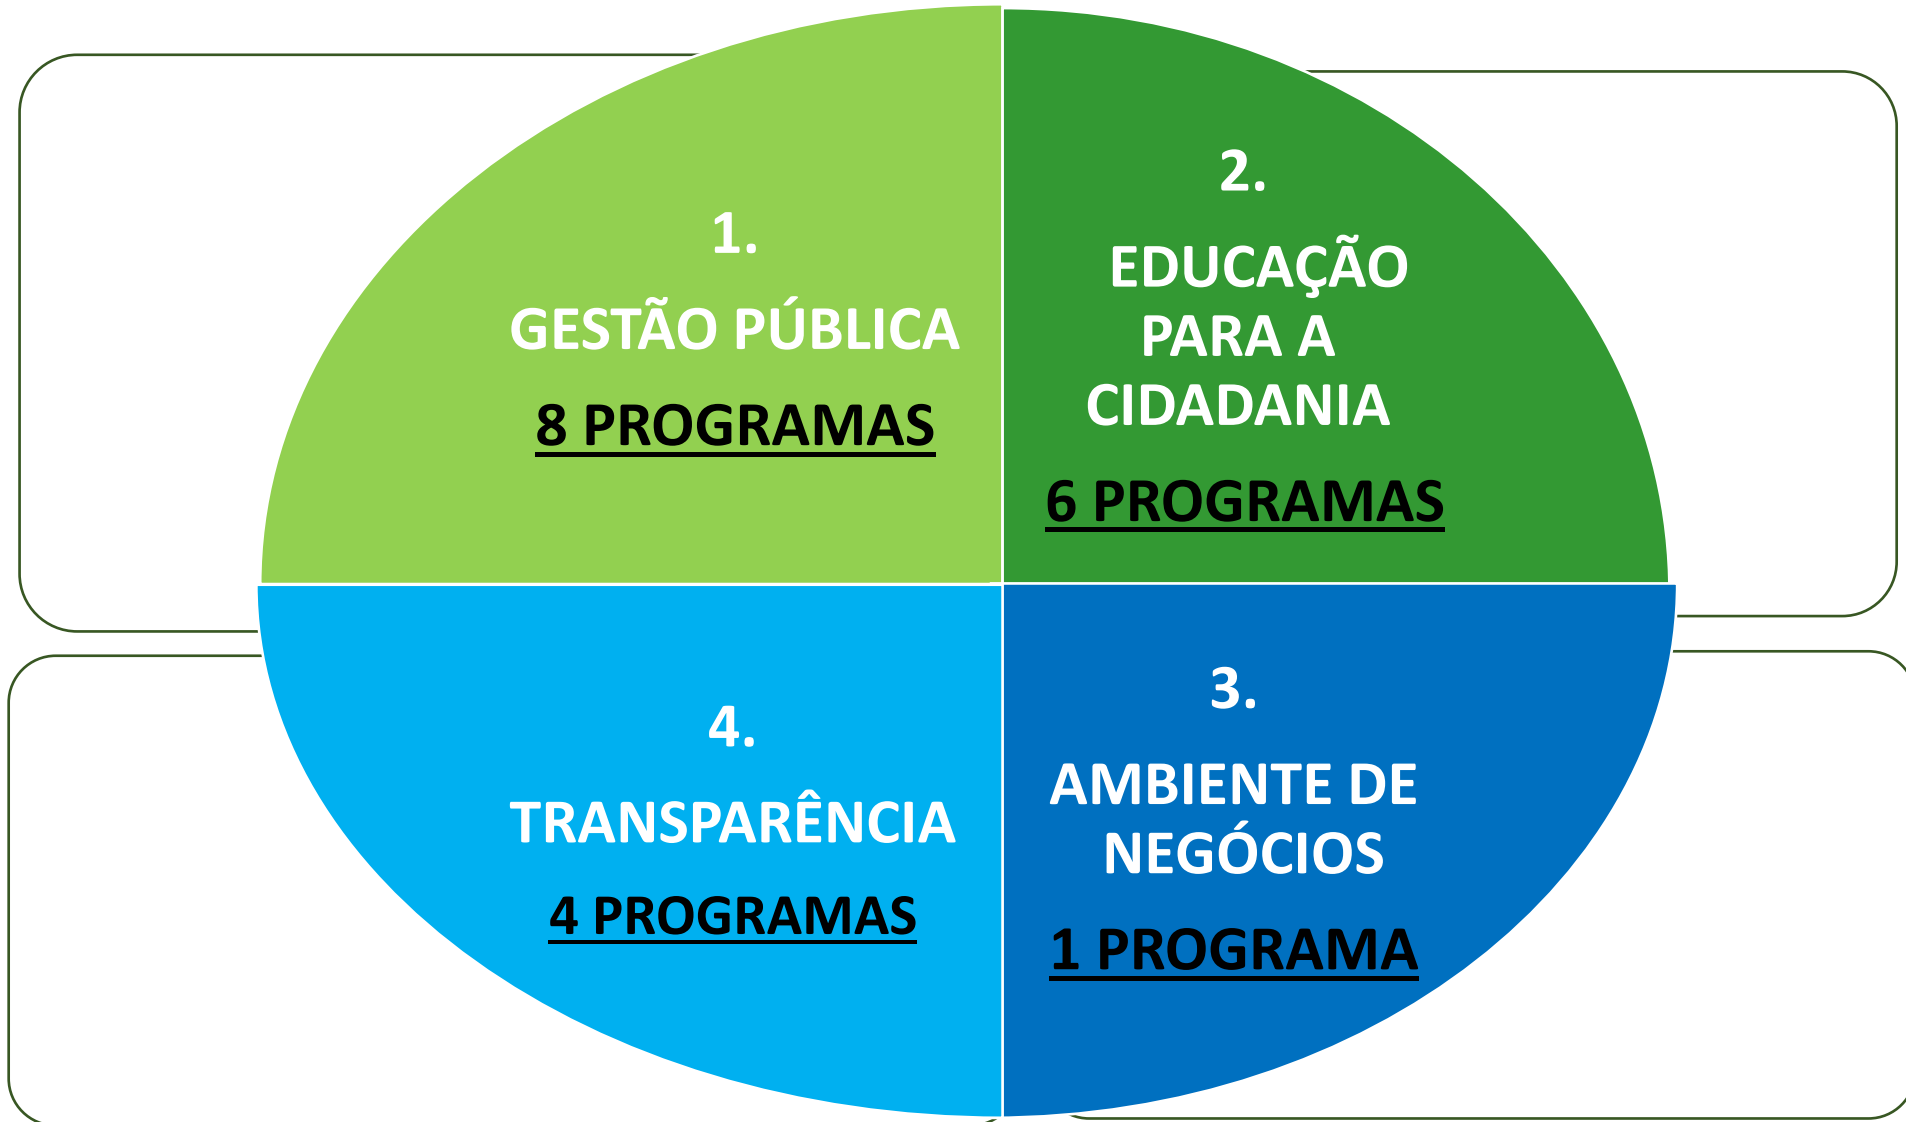 1.
GESTÃO PÚBLICA
8 PROGRAMAS
2.
EDUCAÇÃO
PARA A
CIDADANIA
6 PROGRAMAS
4.
TRANSPARÊNCIA
4 PROGRAMAS
3.
AMBIENTE DE
NEGÓCIOS
1 PROGRAMA